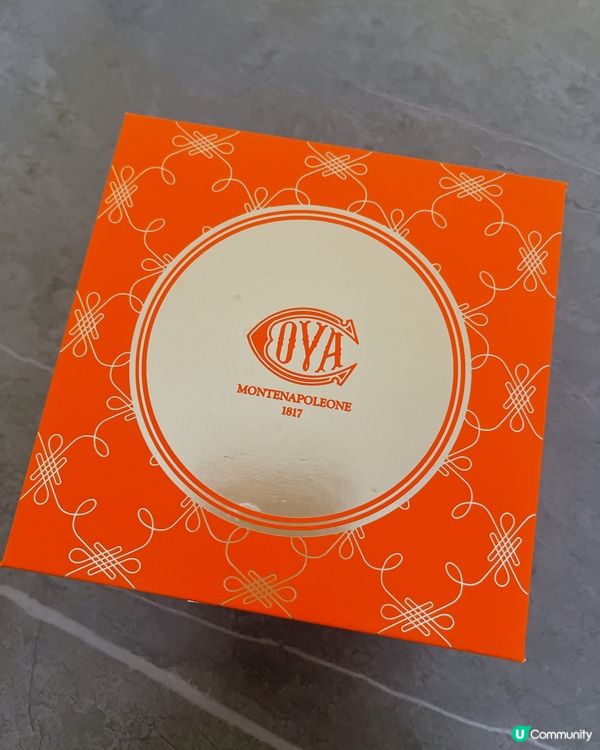 COVA
MONTENAPOLEONE
1817
U Community